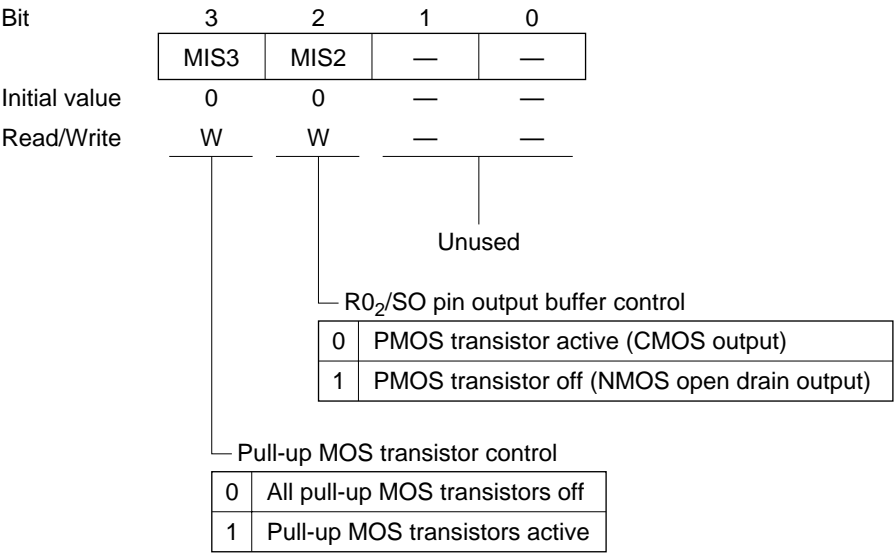 Bit 3 2 1 0
MIS3 MIS2 — —
Initial value 0 0 — —
Read/Write W W — —
Unused
R0₂/SO pin output buffer control
0 PMOS transistor active (CMOS output)
1 PMOS transistor off (NMOS open drain output)
Pull-up MOS transistor control
0 All pull-up MOS transistors off
1 Pull-up MOS transistors active